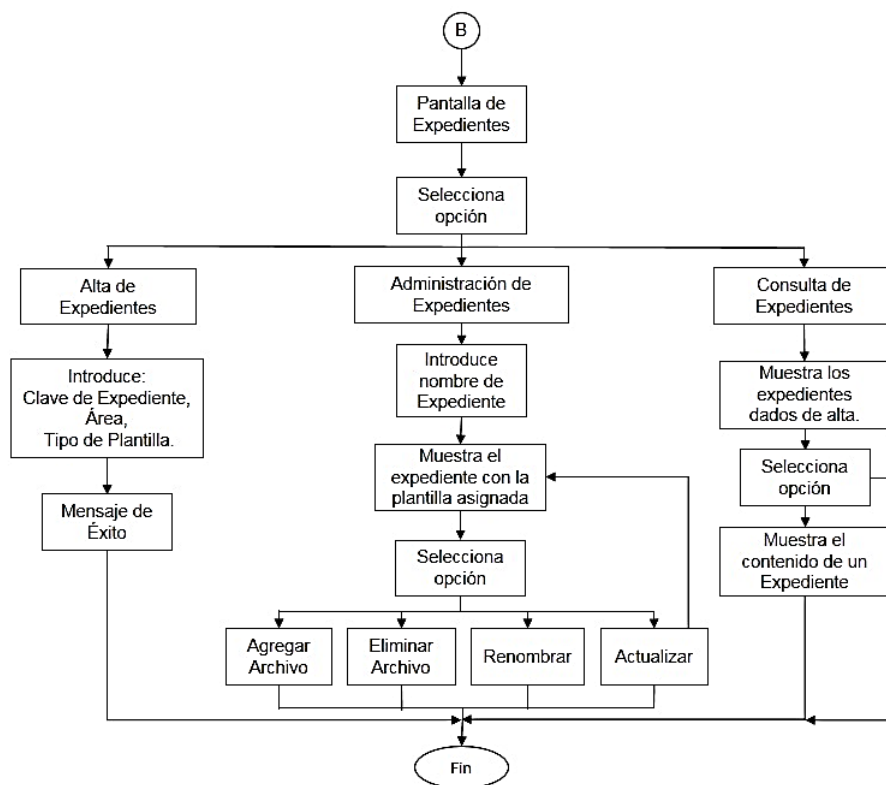 B
Pantalla de
Expedientes
Selecciona
opción
Alta de
Expedientes
Administración de
Expedientes
Consulta de
Expedientes
Introduce:
Clave de Expediente,
Área,
Tipo de Plantilla.
Introduce
nombre de
Expediente
Muestra los
expedientes
dados de alta.
Mensaje de
Éxito
Muestra el
expediente con la
plantilla asignada
Selecciona
opción
Selecciona
opción
Muestra el
contenido de un
Expediente
Agregar
Archivo
Eliminar
Archivo
Renombrar
Actualizar
Fin